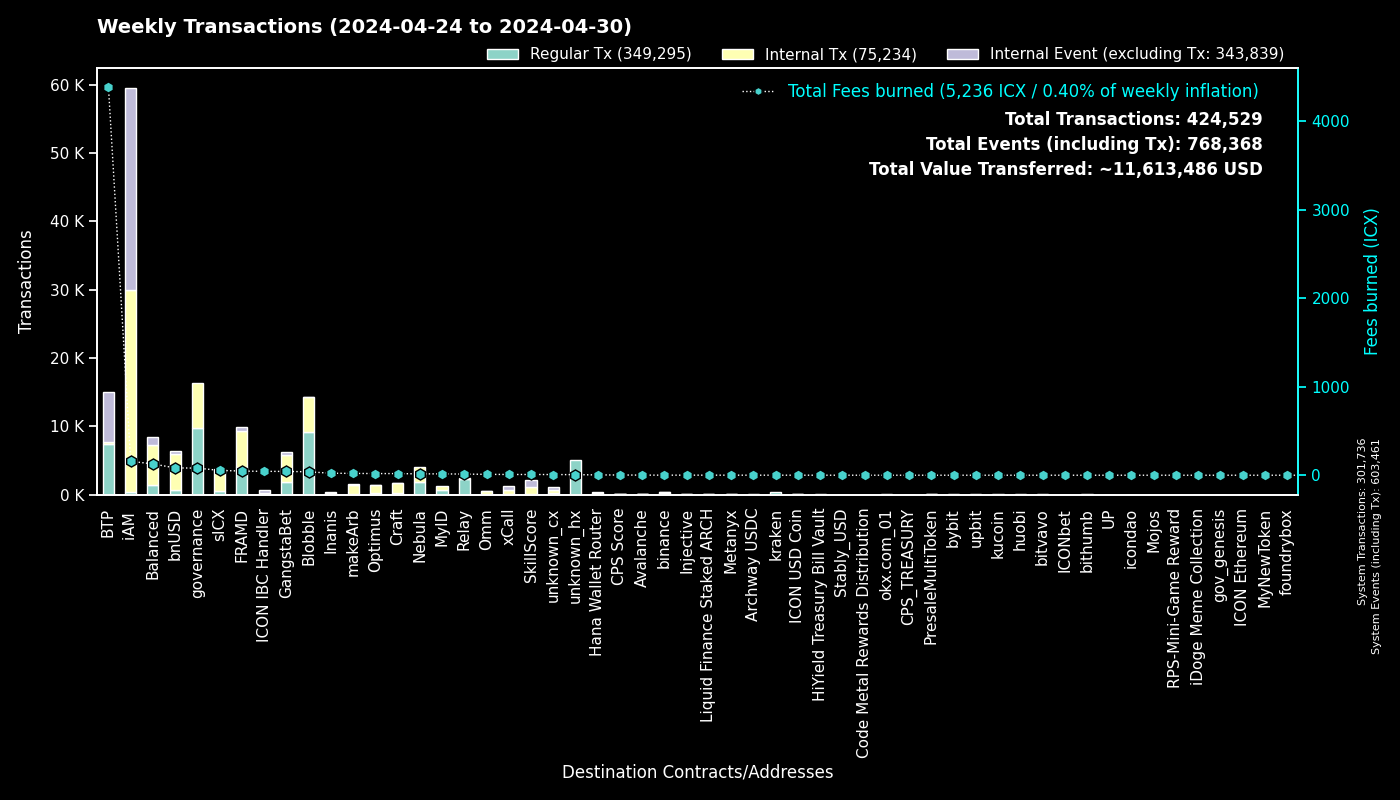 Weekly Transactions (2024-04-24 to 2024-04-30)
Regular Tx (349,295)
Internal Tx (75,234)
Internal Event (excluding Tx: 343,839)
Total Fees burned (5,236 ICX / 0.40% of weekly inflation)
Total Transactions: 424,529
Total Events (including Tx): 768,368
Total Value Transferred: ~11,613,486 USD
Transactions
60 K
50 K
40 K
30 K
20 K
10 K
0 K
4000
3000
2000
1000
0
Fees burned (ICX)
System Transactions: 301,736
System Events (including Tx): 603,461
BTP
iAM
Balanced
bnUSD
governance
sICX
FRAMD
ICON IBC Handler
GangstaBet
Blobble
Inanis
makeArb
Optimus
Craft
Nebula
MyID
Relay
Omm
xCall
SkillScore
unknown_cx
unknown_hx
Hana Wallet Router
CPS Score
Avalanche
binance
Injective
Liquid Finance Staked ARCH
Metanyx
Archway USDC
kraken
ICON USD Coin
HiYield Treasury Bill Vault
Stably_USD
Code Metal Rewards Distribution
okx.com_01
CPS_TREASURY
PresaleMultiToken
bybit
upbit
kucoin
huobi
bitvavo
ICONbet
bithumb
UP
icondao
Mojos
RPS-Mini-Game Reward
iDoge Meme Collection
gov_genesis
ICON Ethereum
MyNewToken
foundrybox
Destination Contracts/Addresses